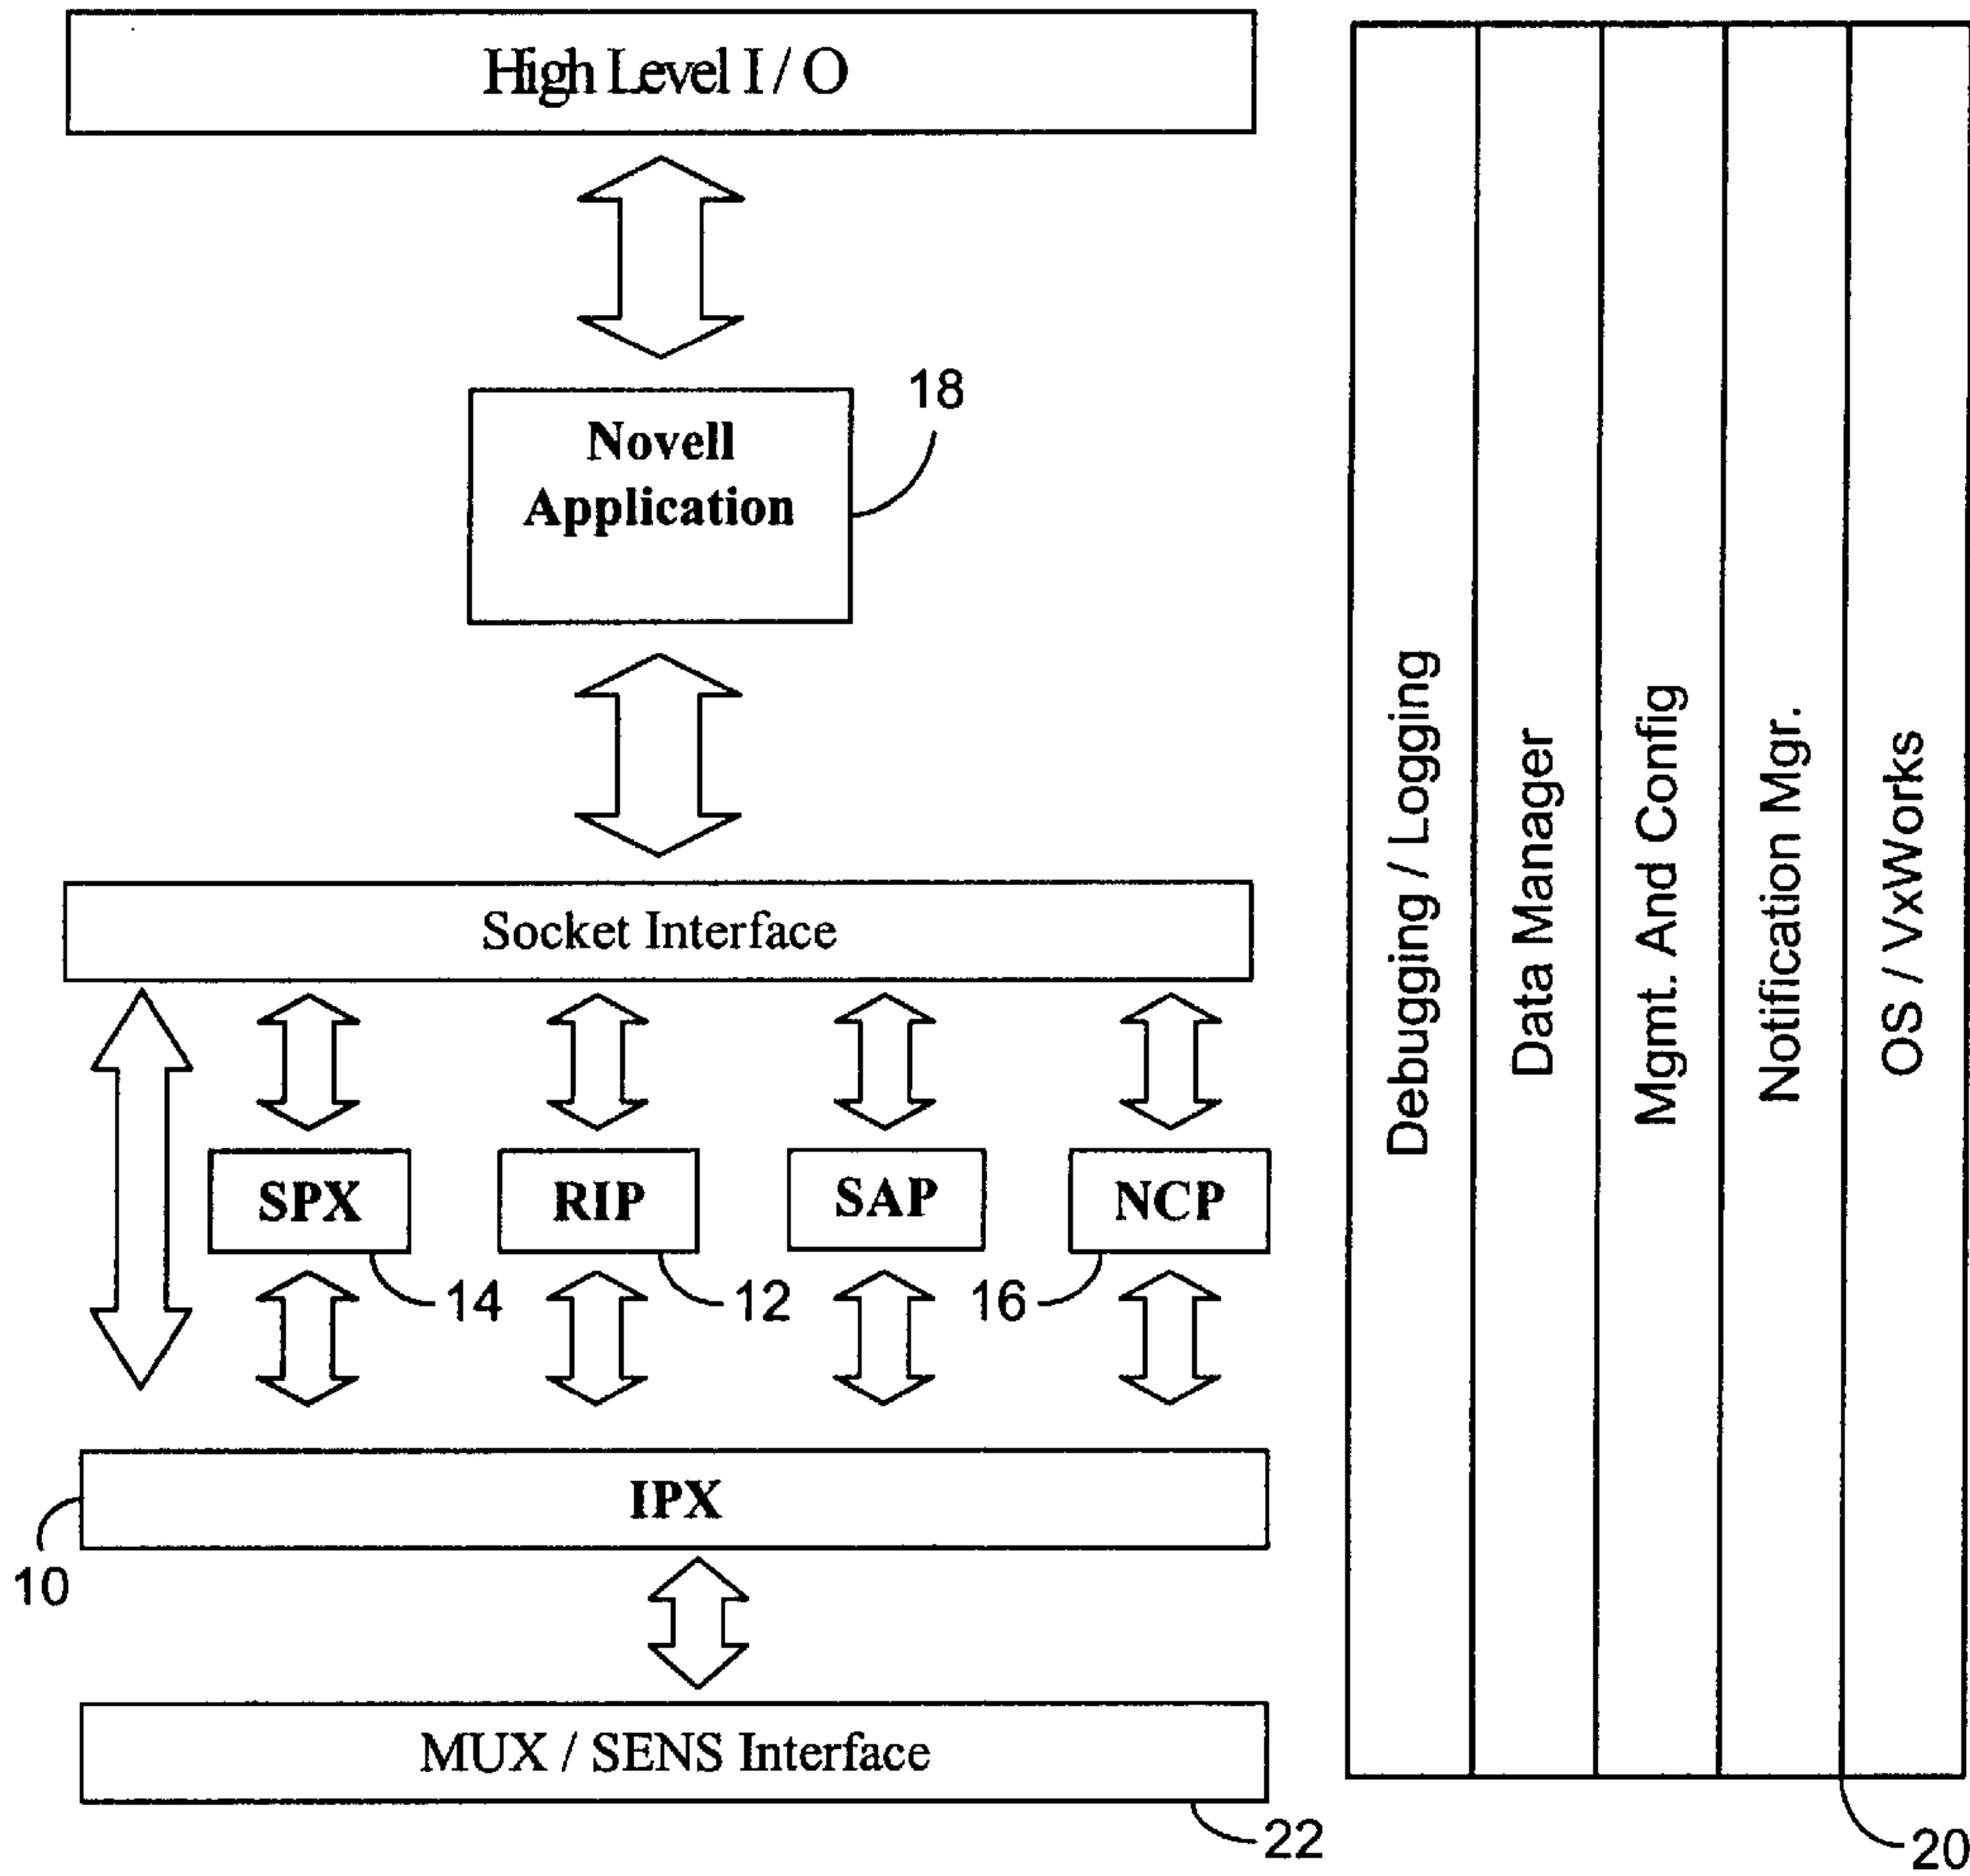 High Level I / O
18
Novell
Application
Socket Interface
SPX
RIP
SAP
NCP
14
12
16
IPX
10
MUX / SENS Interface
22
Debugging / Logging
Data Manager
Mgmt. And Config
Notification Mgr.
OS / VxWorks
20